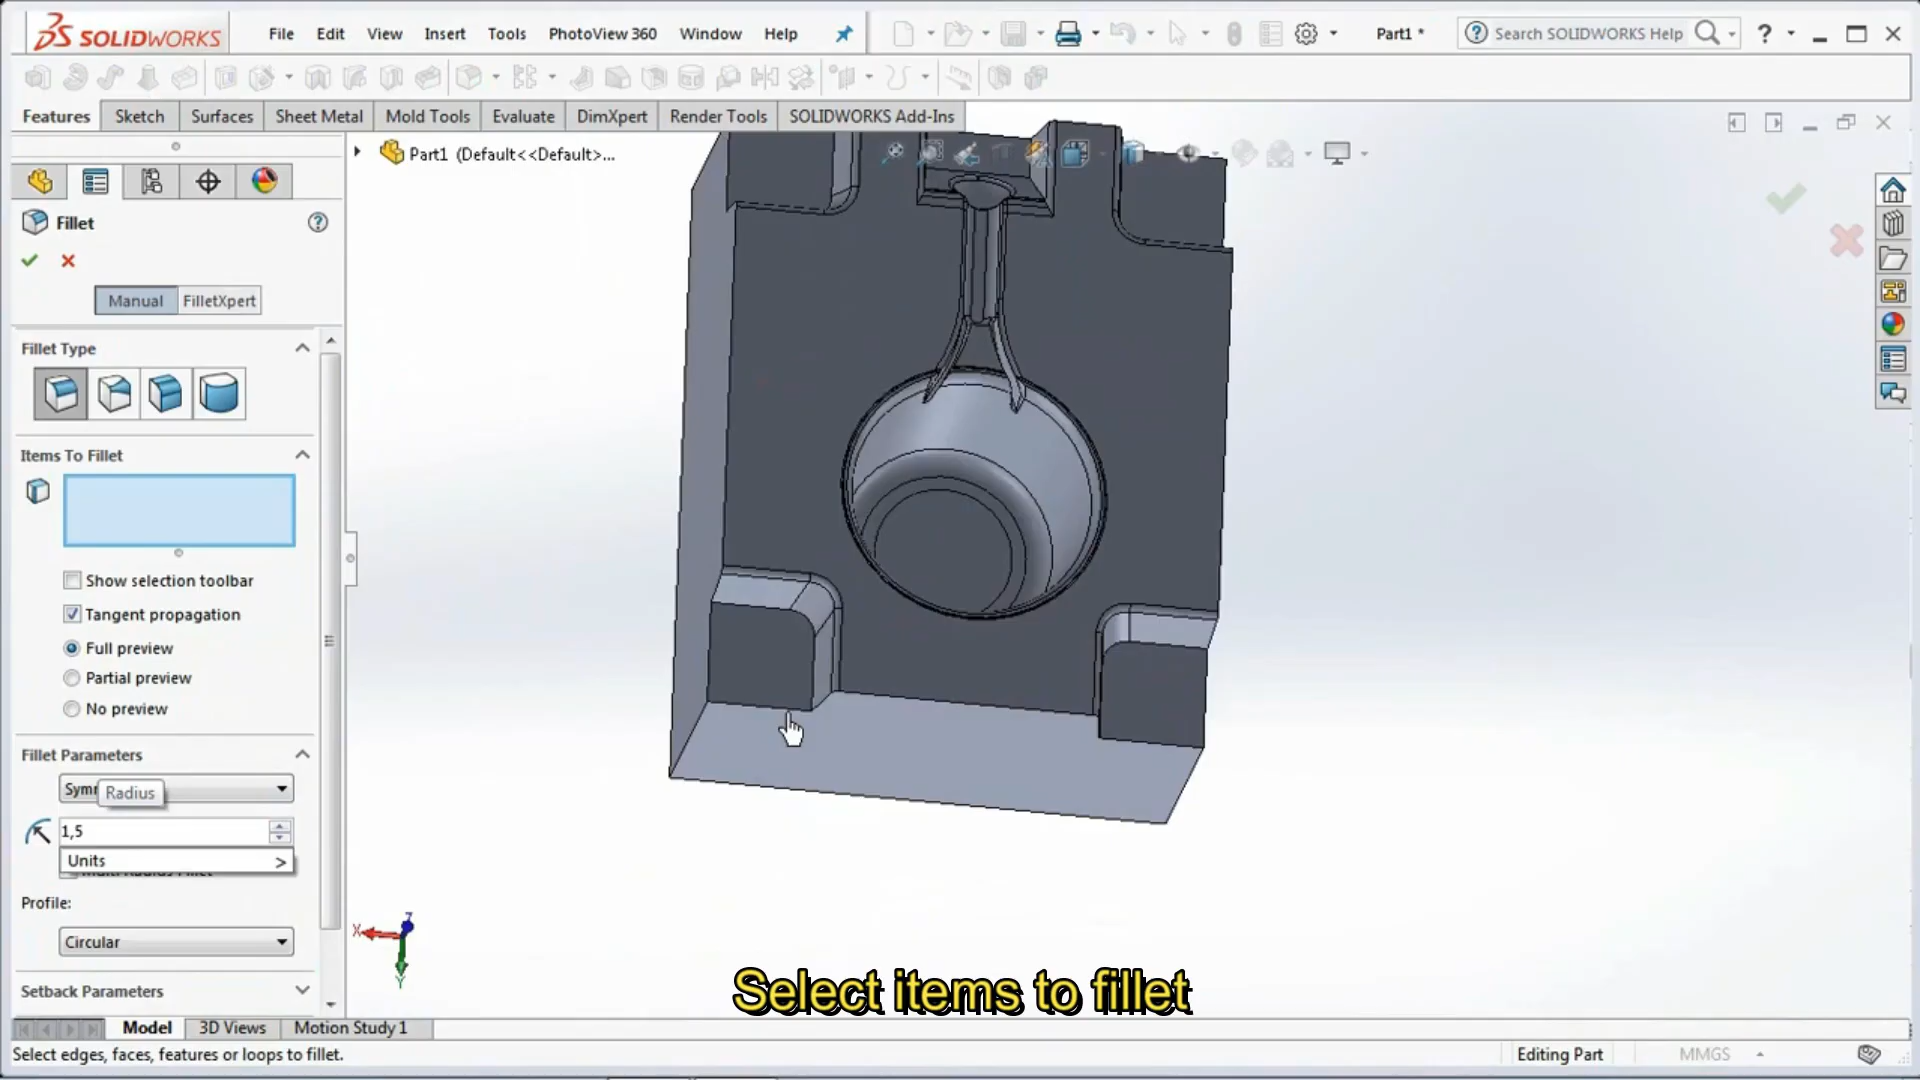 SOLIDWORKS File Edit View Insert Tools PhotoView 360 Window Help Part1 * Search SOLIDWORKS Help ?
Features Sketch Surfaces Sheet Metal Mold Tools Evaluate DimXpert Render Tools SOLIDWORKS Add-Ins
Part1 (Default<<Default>...
Fillet
Manual FilletXpert
Fillet Type
Items To Fillet
Show selection toolbar
Tangent propagation
Full preview
Partial preview
No preview
Fillet Parameters
Symm
Radius
1,5
Units >
Profile:
Circular
Setback Parameters
X
Z
Y
Select items to fillet
Model 3D Views Motion Study 1
Select edges, faces, features or loops to fillet. Editing Part MMGS